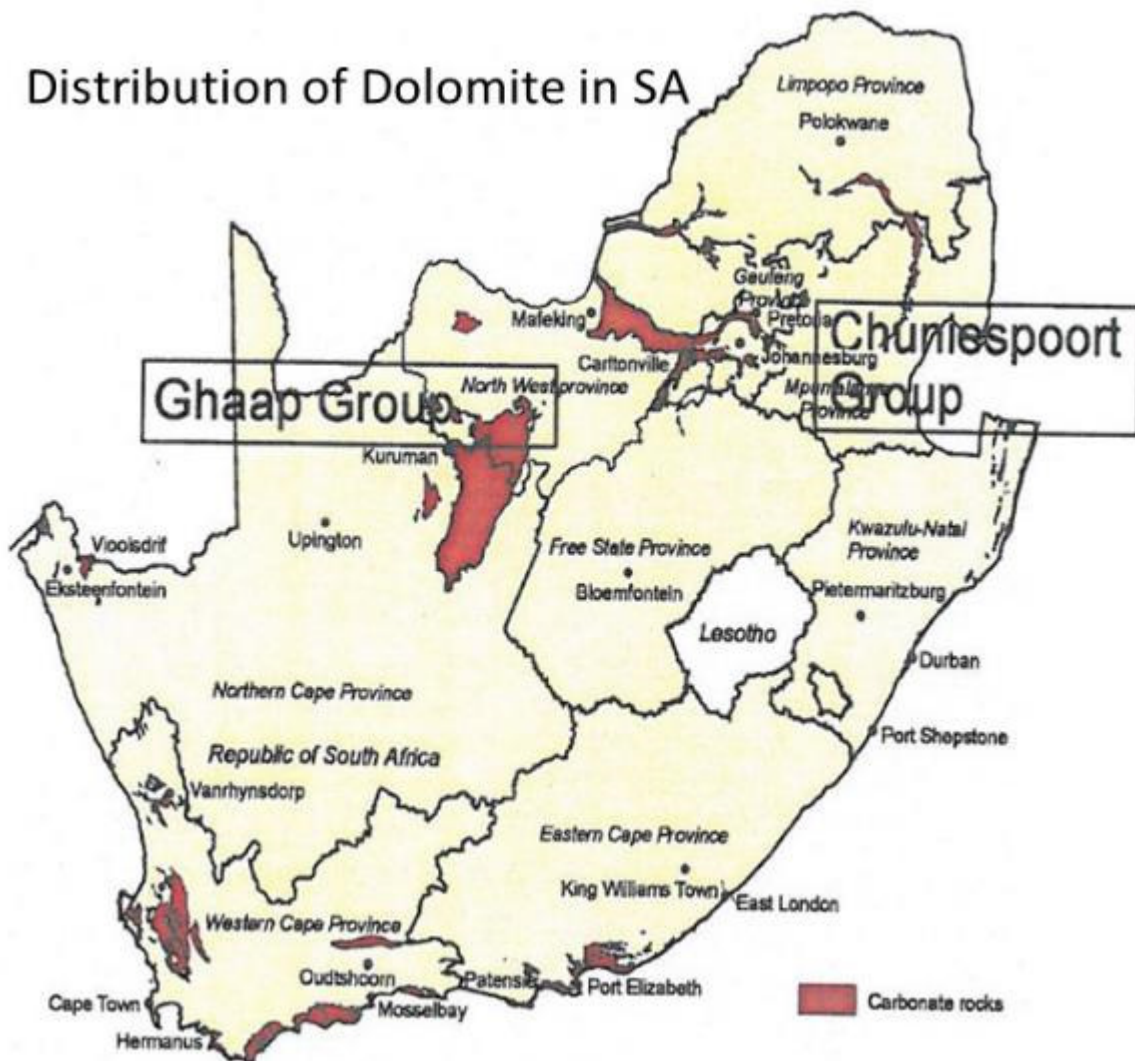 Distribution of Dolomite in SA
Limpopo Province
Polokwane
Gauteng
Province
Pretoria
Mafeking
Chuniespoort
Group
Carltonville
Johannesburg
Mpumalanga
Province
North West province
Ghaap Group
Kuruman
Vioolsdrif
Upington
Eksteenfontein
Free State Province
Bloemfontein
Kwazulu-Natal
Province
Pietermaritzburg
Lesotho
Durban
Northern Cape Province
Republic of South Africa
Port Shepstone
Vanrhynsdorp
Eastern Cape Province
King Williams Town
East London
Western Cape Province
Oudtshoorn
Patensie
Port Elizabeth
Cape Town
Mosselbay
Hermanus
Carbonate rocks